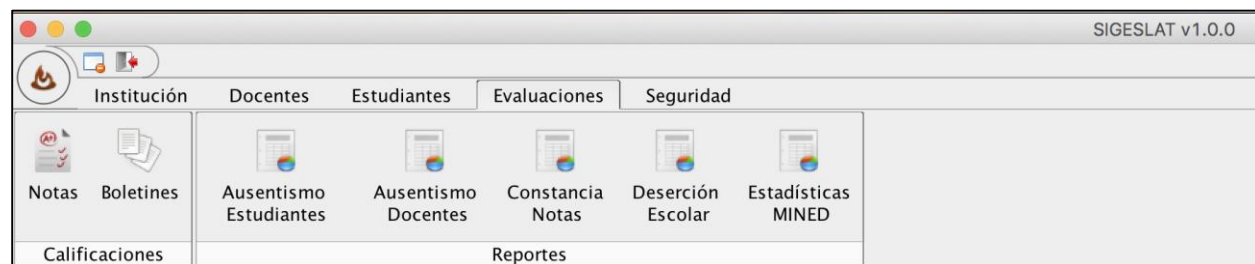 SIGESLAT v1.0.0
Institución Docentes Estudiantes Evaluaciones Seguridad
A+
Notas Boletines Ausentismo Ausentismo Constancia Deserción Estadísticas
Estudiantes Docentes Notas Escolar MINED
Calificaciones Reportes